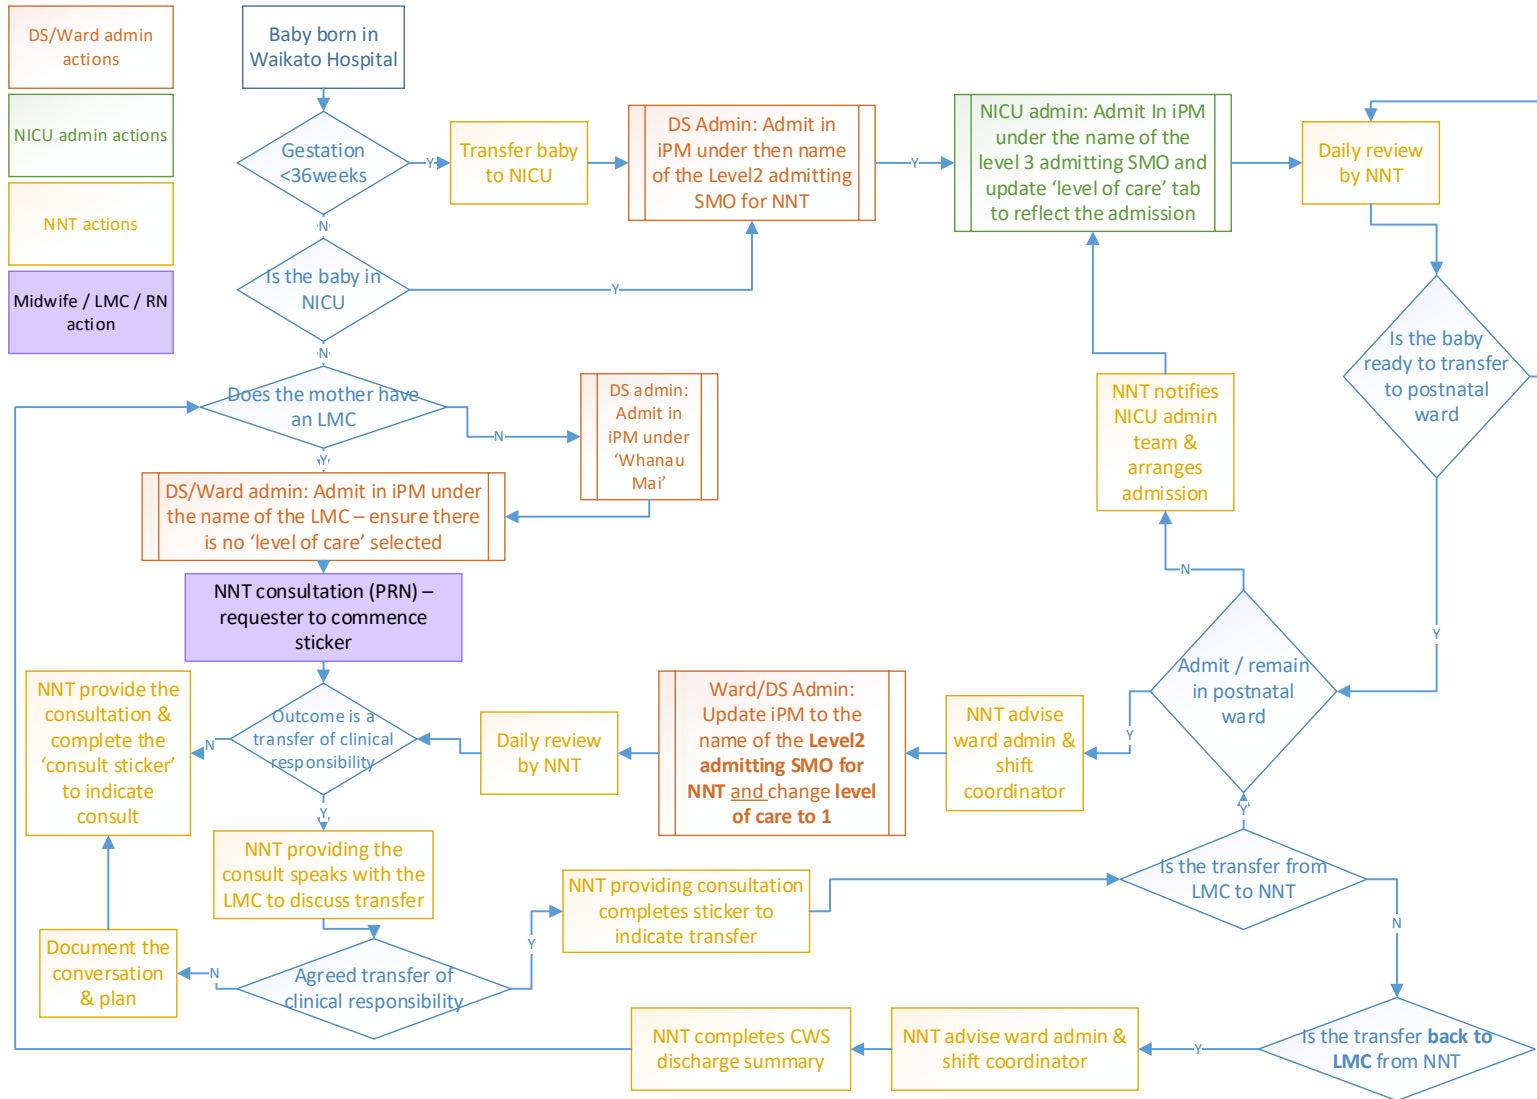 DS/Ward admin
actions
NICU admin actions
NNT actions
Midwife / LMC / RN
action
Baby born in
Waikato Hospital
Gestation
<36weeks
Y
Transfer baby
to NICU
DS Admin: Admit in
iPM under then name
of the Level2 admitting
SMO for NNT
Y
NICU admin: Admit In iPM
under the name of the
level 3 admitting SMO and
update ‘level of care’ tab
to reflect the admission
Daily review
by NNT
N
Is the baby in
NICU
Y
N
Is the baby
ready to transfer
to postnatal
ward
Y
Does the mother have
an LMC
N
DS admin:
Admit in
iPM under
‘Whanau
Mai’
Y
DS/Ward admin: Admit in iPM under
the name of the LMC – ensure there
is no ‘level of care’ selected
NNT notifies
NICU admin
team &
arranges
admission
N
NNT consultation (PRN) –
requester to commence
sticker
Admit / remain
in postnatal
ward
Y
NNT advise
ward admin &
shift
coordinator
Ward/DS Admin:
Update iPM to the
name of the Level2
admitting SMO for
NNT and change level
of care to 1
Daily review
by NNT
Outcome is a
transfer of clinical
responsibility
N
NNT provide the
consultation &
complete the
‘consult sticker’
to indicate
consult
Y
NNT providing the
consult speaks with the
LMC to discuss transfer
Agreed transfer of
clinical responsibility
N
Document the
conversation
& plan
Y
NNT providing consultation
completes sticker to
indicate transfer
Is the transfer from
LMC to NNT
Y
N
Is the transfer back to
LMC from NNT
Y
NNT advise ward admin &
shift coordinator
NNT completes CWS
discharge summary